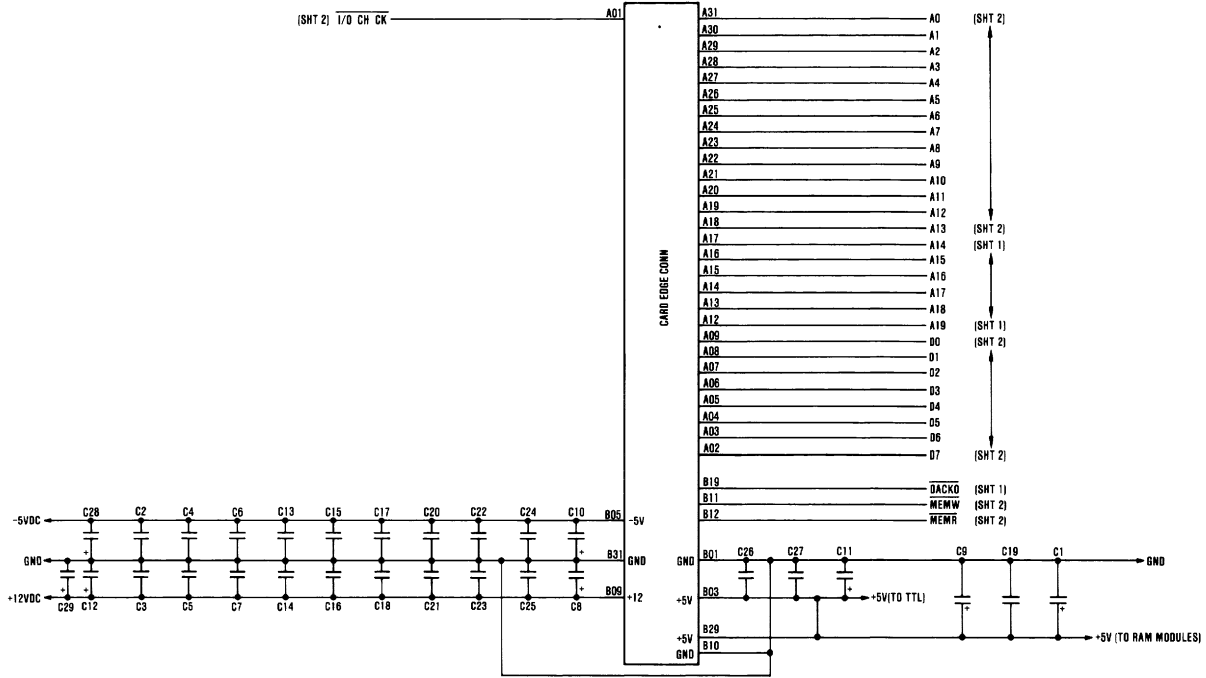 (SHT 2) I/O CH CK A01
A31 A0 (SHT 2)
A30 A1
A29 A2
A28 A3
A27 A4
A26 A5
A25 A6
A24 A7
A23 A8
A22 A9
A21 A10
A20 A11
A19 A12
A18 A13 (SHT 2)
A17 A14 (SHT 1)
A16 A15
A15 A16
A14 A17
A13 A18
A12 A19 (SHT 1)
A09 D0 (SHT 2)
A08 D1
A07 D2
A06 D3
A05 D4
A04 D5
A03 D6
A02 D7 (SHT 2)
CARD EDGE CONN
B19 DACKO (SHT 1)
B11 MEMW (SHT 2)
B12 MEMR (SHT 2)
C28 C2 C4 C6 C13 C15 C17 C20 C22 C24 C10
-5VDC B05 -5V
+
+
GND B31 GND
+
+
+
+12VDC B09 +12
C29 C12 C3 C5 C7 C14 C16 C18 C21 C23 C25 C8
GND B01 C26 C27 C11 C9 C19 C1 GND
+
+5V B03 +5V (TO TTL)
+
+
+5V B29 +5V (TO RAM MODULES)
GND B10